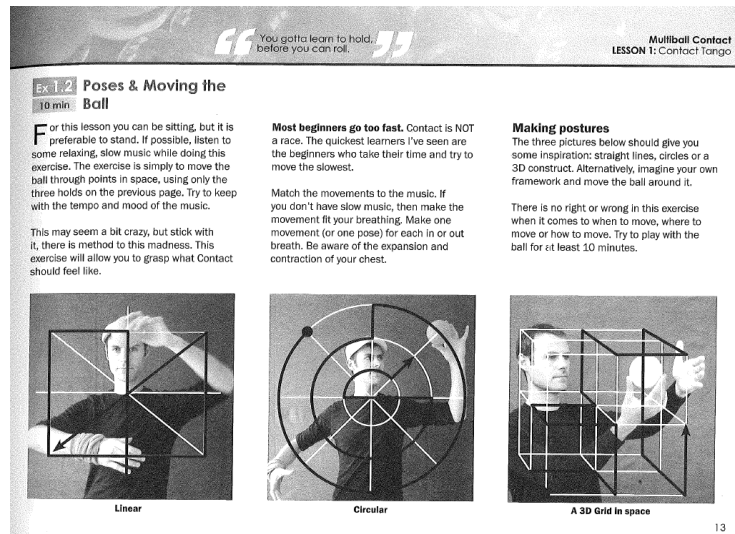 You gotta learn to hold,
before you can roll.
Multiball Contact
LESSON 1: Contact Tango
Ex 1.2 Poses & Moving the
10 min Ball
For this lesson you can be sitting, but it is
preferable to stand. If possible, listen to
some relaxing, slow music while doing this
exercise. The exercise is simply to move the
ball through points in space, using only the
three holds on the previous page. Try to keep
with the tempo and mood of the music.
This may seem a bit crazy, but stick with
it, there is method to this madness. This
exercise will allow you to grasp what Contact
should feel like.
Most beginners go too fast. Contact is NOT
a race. The quickest learners I've seen are
the beginners who take their time and try to
move the slowest.
Match the movements to the music. If
you don't have slow music, then make the
movement fit your breathing. Make one
movement (or one pose) for each in or out
breath. Be aware of the expansion and
contraction of your chest.
Making postures
The three pictures below should give you
some inspiration: straight lines, circles or a
3D construct. Alternatively, imagine your own
framework and move the ball around it.
There is no right or wrong in this exercise
when it comes to when to move, where to
move or how to move. Try to play with the
ball for at least 10 minutes.
Linear
Circular
A 3D Grid in space
13